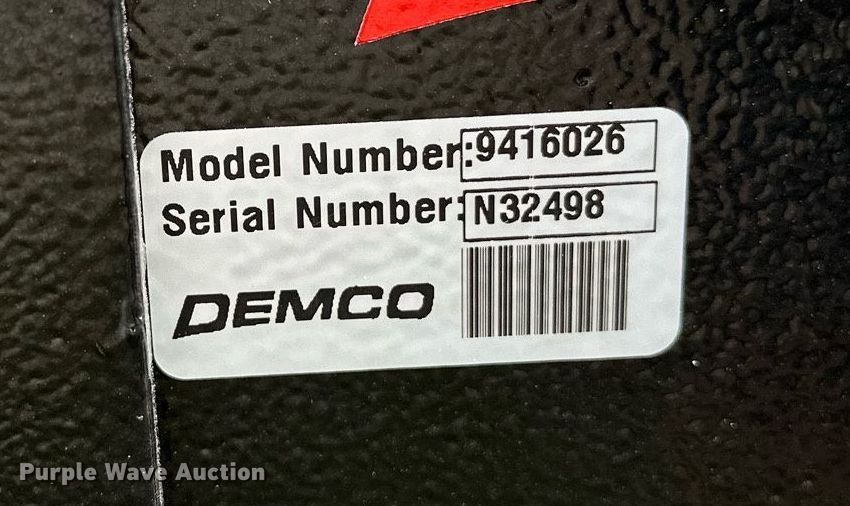 Model Number:9416026
Serial Number:N32498
DEMCO
Purple Wave Auction